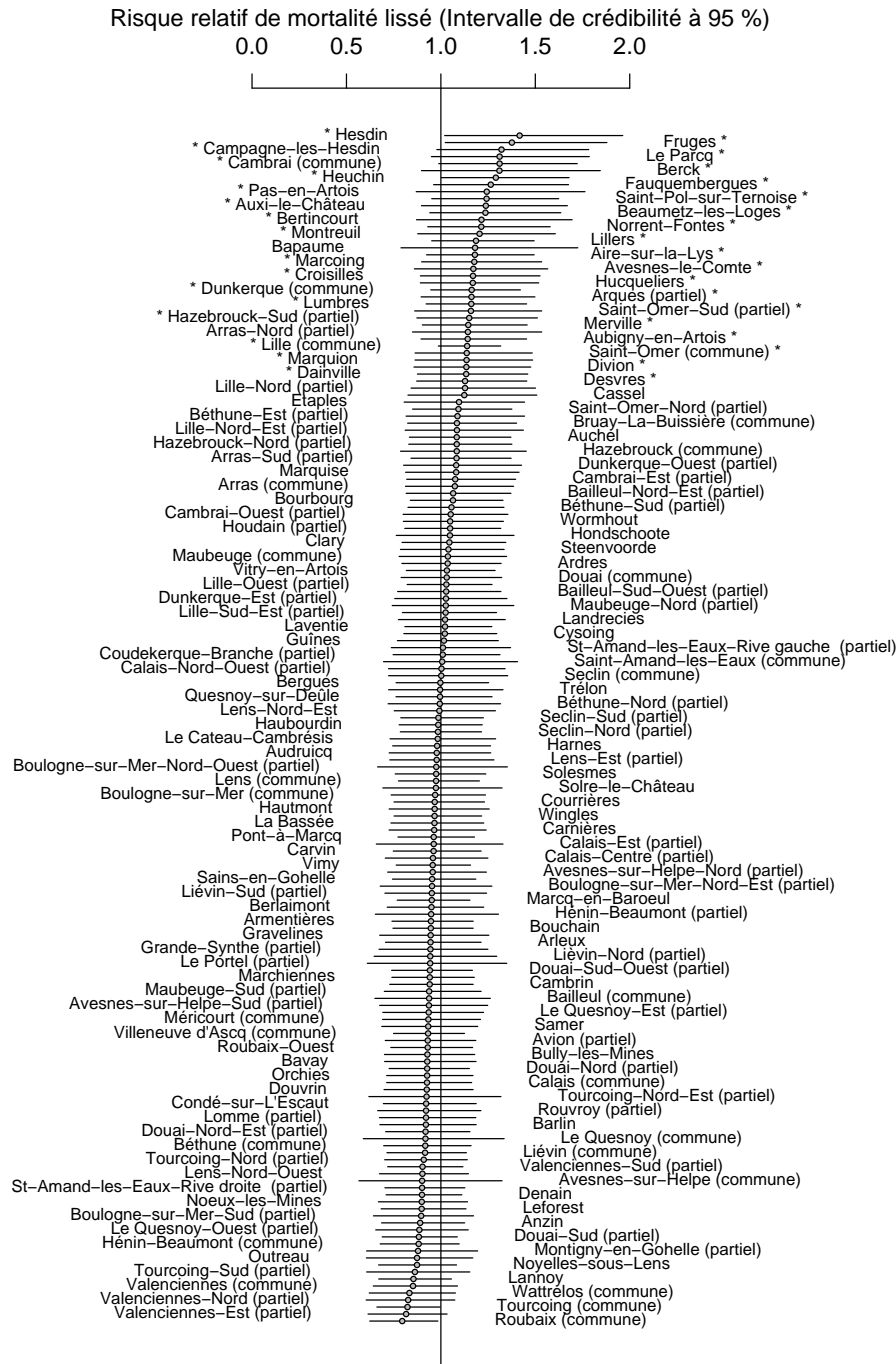 Risque relatif de mortalité lissé (Intervalle de crédibilité à 95 %)
0.0 0.5 1.0 1.5 2.0
* Hesdin
Fruges *
* Campagne−les−Hesdin
Le Parcq *
* Cambrai (commune)
Berck *
* Heuchin
Fauquembergues *
* Pas−en−Artois
Saint−Pol−sur−Ternoise *
* Auxi−le−Château
Beaumetz−les−Loges *
* Bertincourt
Norrent−Fontes *
* Montreuil
Lillers *
Bapaume
Aire−sur−la−Lys *
* Marcoing
Avesnes−le−Comte *
* Croisilles
Hucqueliers *
* Dunkerque (commune)
Arques (partiel) *
* Lumbres
Saint−Omer−Sud (partiel) *
* Hazebrouck−Sud (partiel)
Merville *
Arras−Nord (partiel)
Aubigny−en−Artois *
* Lille (commune)
Saint−Omer (commune) *
* Marquion
Divion *
* Dainville
Desvres *
Lille−Nord (partiel)
Cassel
Etaples
Saint−Omer−Nord (partiel)
Béthune−Est (partiel)
Bruay−La−Buissière (commune)
Lille−Nord−Est (partiel)
Auchel
Hazebrouck−Nord (partiel)
Hazebrouck (commune)
Arras−Sud (partiel)
Dunkerque−Ouest (partiel)
Marquise
Cambrai−Est (partiel)
Arras (commune)
Bailleul−Nord−Est (partiel)
Bourbourg
Béthune−Sud (partiel)
Cambrai−Ouest (partiel)
Wormhout
Houdain (partiel)
Hondschoote
Clary
Steenvoorde
Maubeuge (commune)
Ardres
Vitry−en−Artois
Douai (commune)
Lille−Ouest (partiel)
Bailleul−Sud−Ouest (partiel)
Dunkerque−Est (partiel)
Maubeuge−Nord (partiel)
Lille−Sud−Est (partiel)
Landrecies
Laventie
Cysoing
Guînes
St−Amand−les−Eaux−Rive gauche (partiel)
Coudekerque−Branche (partiel)
Saint−Amand−les−Eaux (commune)
Calais−Nord−Ouest (partiel)
Seclin (commune)
Bergues
Trélon
Quesnoy−sur−Deûle
Béthune−Nord (partiel)
Lens−Nord−Est
Seclin−Sud (partiel)
Haubourdin
Seclin−Nord (partiel)
Le Cateau−Cambrésis
Harnes
Audruicq
Lens−Est (partiel)
Boulogne−sur−Mer−Nord−Ouest (partiel)
Solesmes
Lens (commune)
Solre−le−Château
Boulogne−sur−Mer (commune)
Courrières
Hautmont
Wingles
La Bassée
Carnières
Pont−à−Marcq
Calais−Est (partiel)
Carvin
Calais−Centre (partiel)
Vimy
Avesnes−sur−Helpe−Nord (partiel)
Sains−en−Gohelle
Boulogne−sur−Mer−Nord−Est (partiel)
Liévin−Sud (partiel)
Marcq−en−Baroeul
Berlaimont
Hénin−Beaumont (partiel)
Armentières
Bouchain
Gravelines
Arleux
Grande−Synthe (partiel)
Lièvin−Nord (partiel)
Le Portel (partiel)
Douai−Sud−Ouest (partiel)
Marchiennes
Cambrin
Maubeuge−Sud (partiel)
Bailleul (commune)
Avesnes−sur−Helpe−Sud (partiel)
Le Quesnoy−Est (partiel)
Méricourt (commune)
Samer
Villeneuve d'Ascq (commune)
Avion (partiel)
Roubaix−Ouest
Bully−les−Mines
Bavay
Douai−Nord (partiel)
Orchies
Calais (commune)
Douvrin
Tourcoing−Nord−Est (partiel)
Condé−sur−L'Escaut
Rouvroy (partiel)
Lomme (partiel)
Barlin
Douai−Nord−Est (partiel)
Le Quesnoy (commune)
Béthune (commune)
Liévin (commune)
Tourcoing−Nord (partiel)
Valenciennes−Sud (partiel)
Lens−Nord−Ouest
Avesnes−sur−Helpe (commune)
St−Amand−les−Eaux−Rive droite (partiel)
Denain
Noeux−les−Mines
Leforest
Boulogne−sur−Mer−Sud (partiel)
Anzin
Le Quesnoy−Ouest (partiel)
Douai−Sud (partiel)
Hénin−Beaumont (commune)
Montigny−en−Gohelle (partiel)
Outreau
Noyelles−sous−Lens
Tourcoing−Sud (partiel)
Lannoy
Valenciennes (commune)
Wattrelos (commune)
Valenciennes−Nord (partiel)
Tourcoing (commune)
Valenciennes−Est (partiel)
Roubaix (commune)